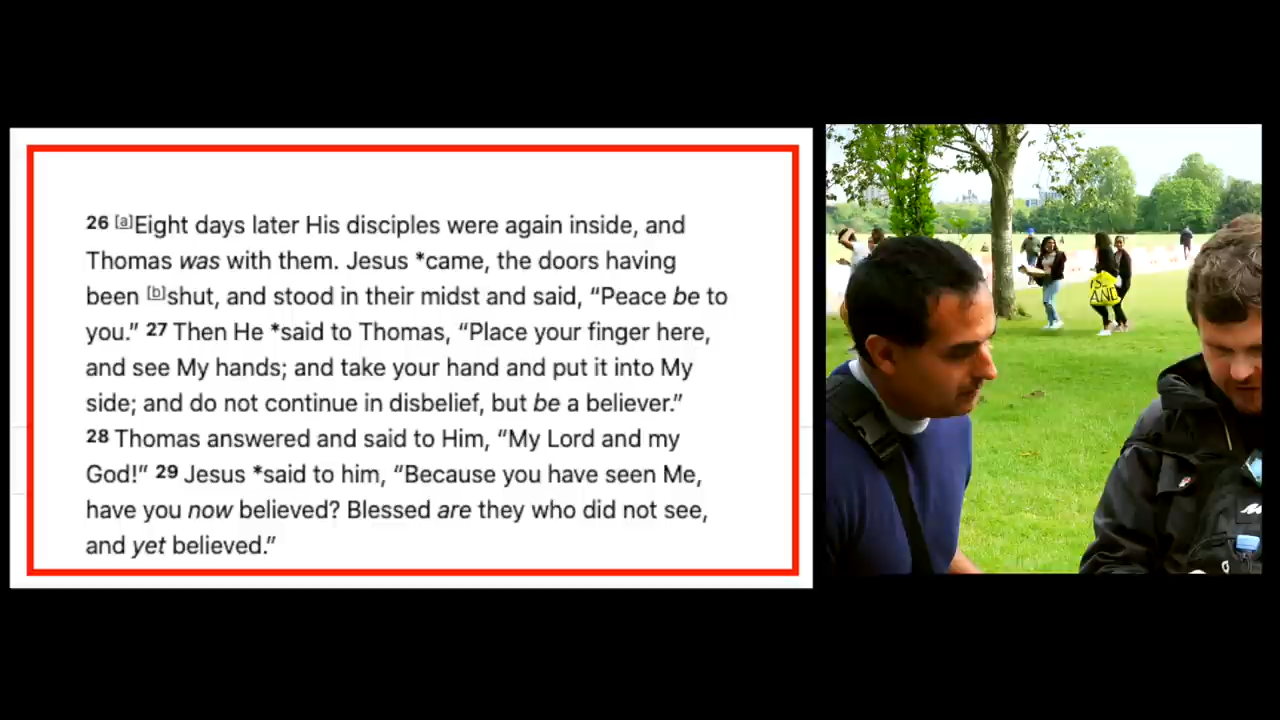 26 [a]Eight days later His disciples were again inside, and
Thomas was with them. Jesus *came, the doors having
been [b]shut, and stood in their midst and said, “Peace be to
you.” 27 Then He *said to Thomas, “Place your finger here,
and see My hands; and take your hand and put it into My
side; and do not continue in disbelief, but be a believer.”
28 Thomas answered and said to Him, “My Lord and my
God!” 29 Jesus *said to him, “Because you have seen Me,
have you now believed? Blessed are they who did not see,
and yet believed.”